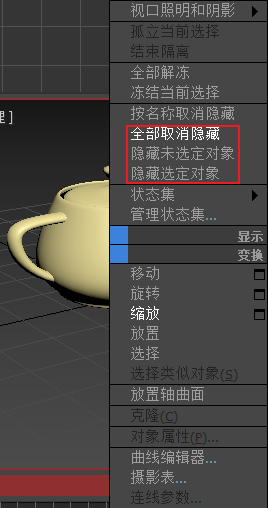 视口照明和阴影
孤立当前选择
结束隔离
全部解冻
冻结当前选择
理 ]
按名称取消隐藏
全部取消隐藏
隐藏未选定对象
隐藏选定对象
状态集
管理状态集...
显示
变换
移动
旋转
缩放
放置
选择
选择类似对象(S)
放置轴曲面
克隆(C)
对象属性(P)...
曲线编辑器...
摄影表...
连线参数...